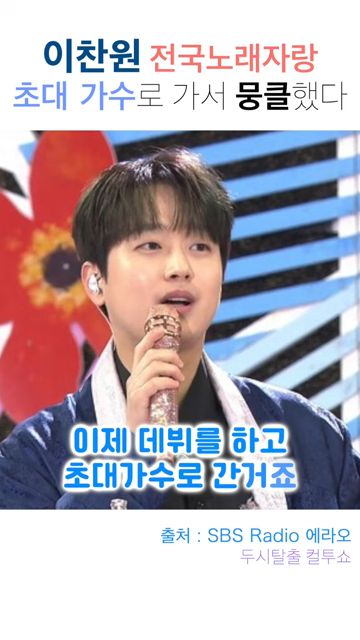 이찬원 전국노래자랑
초대 가수로 가서 뭉클했다
이제 데뷔를 하고
초대가수로 간거죠
출처 : SBS Radio 에라오
두시탈출 컬투쇼